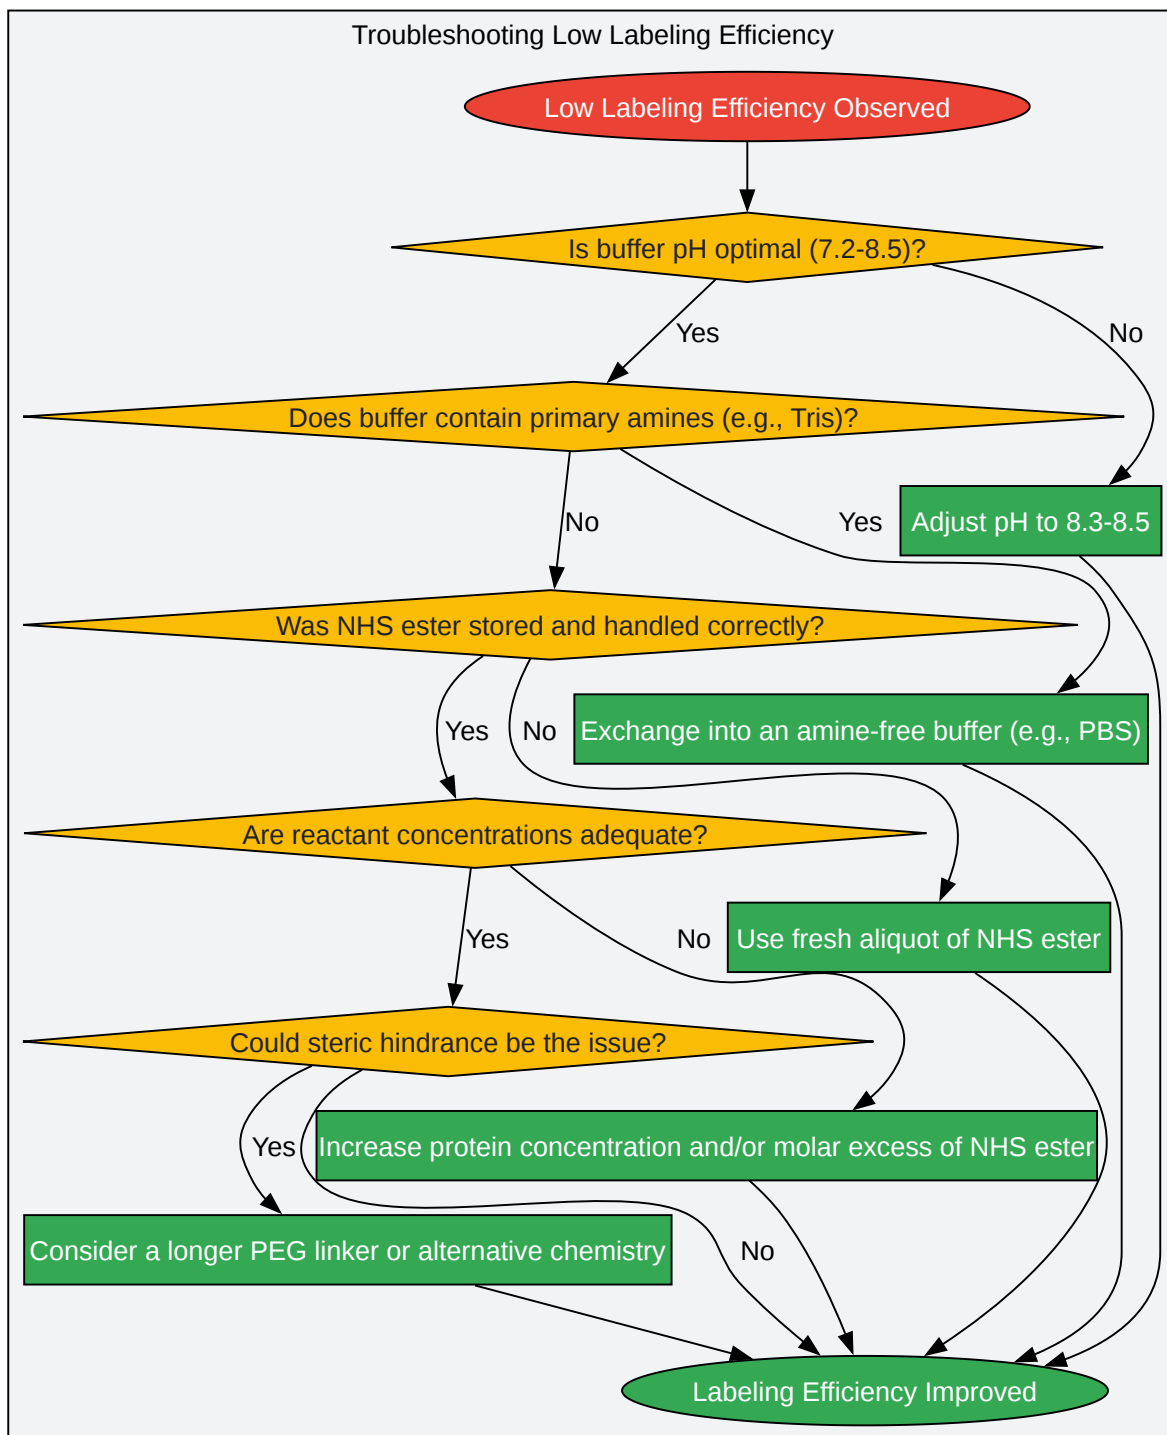 Troubleshooting Low Labeling Efficiency
Low Labeling Efficiency Observed
Is buffer pH optimal (7.2-8.5)?
Yes
No
Does buffer contain primary amines (e.g., Tris)?
No
Yes
Adjust pH to 8.3-8.5
Was NHS ester stored and handled correctly?
Yes
No
Exchange into an amine-free buffer (e.g., PBS)
Are reactant concentrations adequate?
Yes
No
Use fresh aliquot of NHS ester
Could steric hindrance be the issue?
Yes
Increase protein concentration and/or molar excess of NHS ester
Consider a longer PEG linker or alternative chemistry
No
Labeling Efficiency Improved